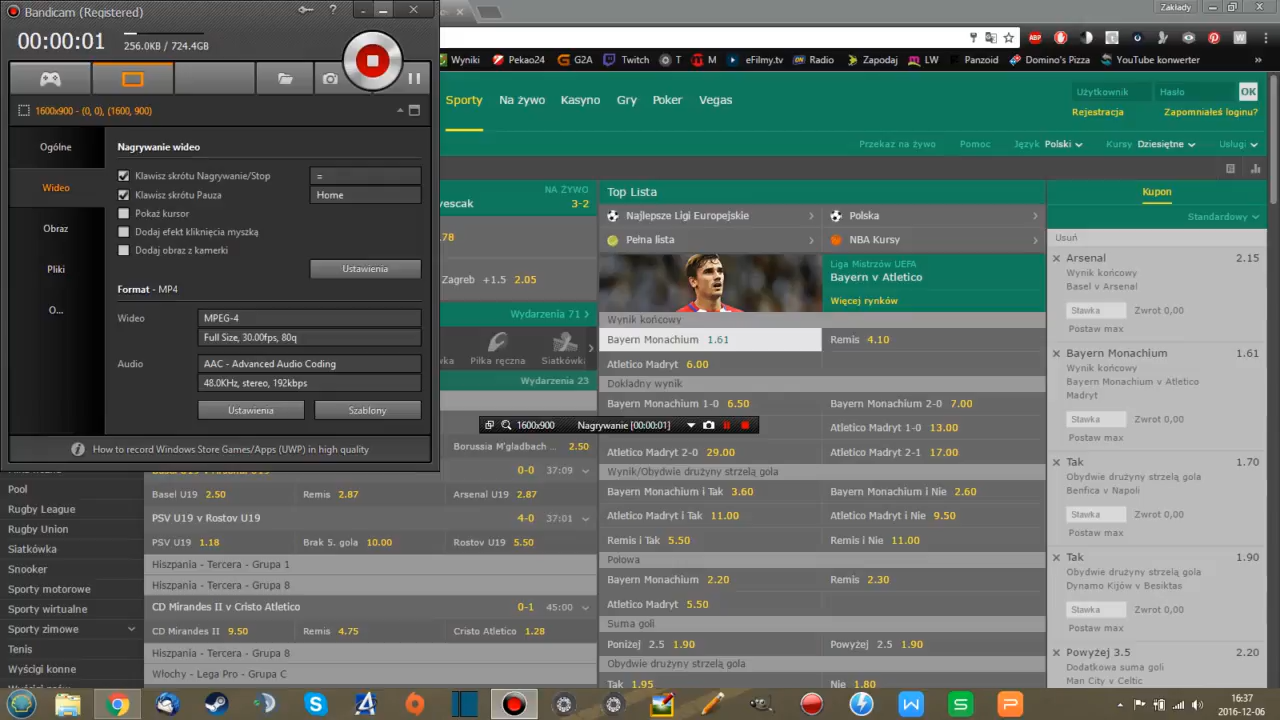 Bandicam (Registered)
00:00:01
256.0KB / 724.4GB
1600x900 - (0, 0), (1600, 900)
Ogólne
Wideo
Obraz
Pliki
O...
Nagrywanie wideo
Klawisz skrótu Nagrywanie/Stop
=
Klawisz skrótu Pauza
Home
Pokaż kursor
Dodaj efekt kliknięcia myszką
Dodaj obraz z kamerki
Ustawienia
Format - MP4
Wideo
MPEG-4
Full Size, 30.00fps, 80q
Audio
AAC - Advanced Audio Coding
48.0KHz, stereo, 192kbps
Ustawienia
Szablony
How to record Windows Store Games/Apps (UWP) in high quality
Zakłady
Wyniki
Pekao24
G2A
Twitch
T
M
eFilmy.tv
Radio
Zapodaj
LW
Panzoid
Domino's Pizza
YouTube konwerter
»
Sporty
Na żywo
Kasyno
Gry
Poker
Vegas
Użytkownik
Hasło
OK
Rejestracja
Zapomniałeś loginu?
Przekaz na żywo
Pomoc
Język Polski
Kursy Dziesiętne
Usługi
NA ŻYWO
vescak
3-2
.78
Zagreb +1.5 2.05
Wydarzenia 71
wka
Piłka ręczna
Siatkówk
Wydarzenia 23
Borussia M'gladbach ... 2.50
0-0 37:09
Basel U19 2.50
Remis 2.87
Arsenal U19 2.87
PSV U19 v Rostov U19
4-0 37:01
PSV U19 1.18
Brak 5. gola 10.00
Rostov U19 5.50
Hiszpania - Tercera - Grupa 1
Hiszpania - Tercera - Grupa 8
CD Mirandes II v Cristo Atletico
0-1 45:00
CD Mirandes II 9.50
Remis 4.75
Cristo Atletico 1.28
Hiszpania - Tercera - Grupa 8
Włochy - Lega Pro - Grupa C
Pool
Rugby League
Rugby Union
Siatkówka
Snooker
Sporty motorowe
Sporty wirtualne
Sporty zimowe
Tenis
Wyścigi konne
Top Lista
Najlepsze Ligi Europejskie
Polska
Pełna lista
NBA Kursy
Liga Mistrzów UEFA
Bayern v Atletico
Więcej rynków
Wynik końcowy
Bayern Monachium 1.61
Remis 4.10
Atletico Madryt 6.00
Dokładny wynik
Bayern Monachium 1-0 6.50
Bayern Monachium 2-0 7.00
1600x900
Nagrywanie [00:00:01]
Atletico Madryt 1-0 13.00
Atletico Madryt 2-0 29.00
Atletico Madryt 2-1 17.00
Wynik/Obydwie drużyny strzelą gola
Bayern Monachium i Tak 3.60
Bayern Monachium i Nie 2.60
Atletico Madryt i Tak 11.00
Atletico Madryt i Nie 9.50
Remis i Tak 5.50
Remis i Nie 11.00
Połowa
Bayern Monachium 2.20
Remis 2.30
Atletico Madryt 5.50
Suma goli
Poniżej 2.5 1.90
Powyżej 2.5 1.90
Obydwie drużyny strzelą gola
Tak 1.95
Nie 1.80
Kupon
Standardowy
Usuń
Arsenal 2.15
Wynik końcowy
Basel v Arsenal
Stawka
Zwrot 0,00
Postaw max
Bayern Monachium 1.61
Wynik końcowy
Bayern Monachium v Atletico
Madryt
Stawka
Zwrot 0,00
Postaw max
Tak 1.70
Obydwie drużyny strzelą gola
Benfica v Napoli
Stawka
Zwrot 0,00
Postaw max
Tak 1.90
Obydwie drużyny strzelą gola
Dynamo Kijów v Besiktas
Stawka
Zwrot 0,00
Postaw max
Powyżej 3.5 2.20
Dodatkowa suma goli
Man City v Celtic
16:37
2016-12-06